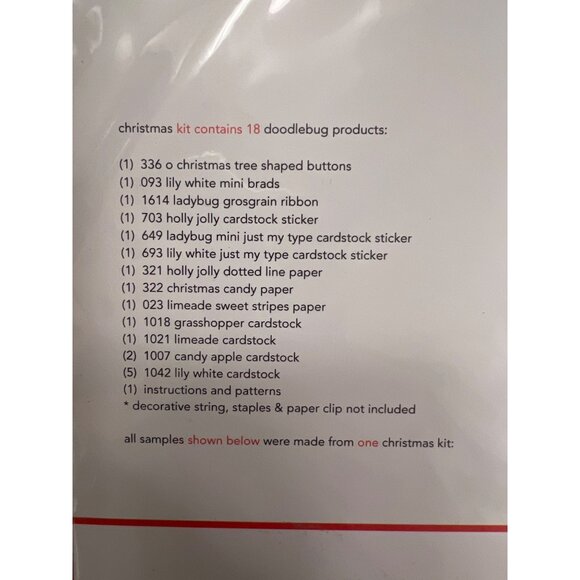 christmas kit contains 18 doodlebug products:
(1) 336 o christmas tree shaped buttons
(1) 093 lily white mini brads
(1) 1614 ladybug grosgrain ribbon
(1) 703 holly jolly cardstock sticker
(1) 649 ladybug mini just my type cardstock sticker
(1) 693 lily white just my type cardstock sticker
(1) 321 holly jolly dotted line paper
(1) 322 christmas candy paper
(1) 023 limeade sweet stripes paper
(1) 1018 grasshopper cardstock
(1) 1021 limeade cardstock
(2) 1007 candy apple cardstock
(5) 1042 lily white cardstock
(1) instructions and patterns
* decorative string, staples & paper clip not included
all samples shown below were made from one christmas kit: